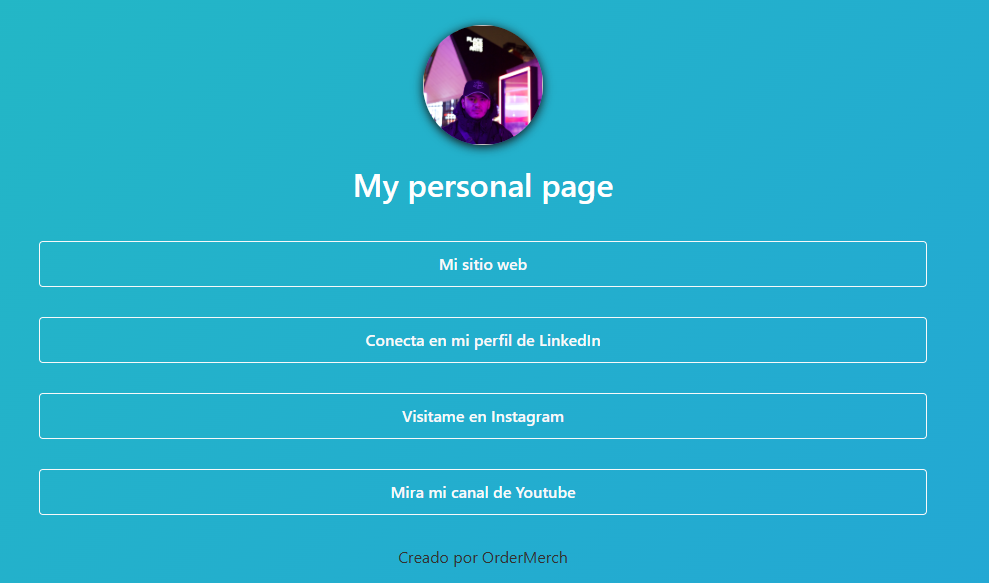 My personal page
Mi sitio web
Conecta en mi perfil de LinkedIn
Visitame en Instagram
Mira mi canal de Youtube
Creado por OrderMerch